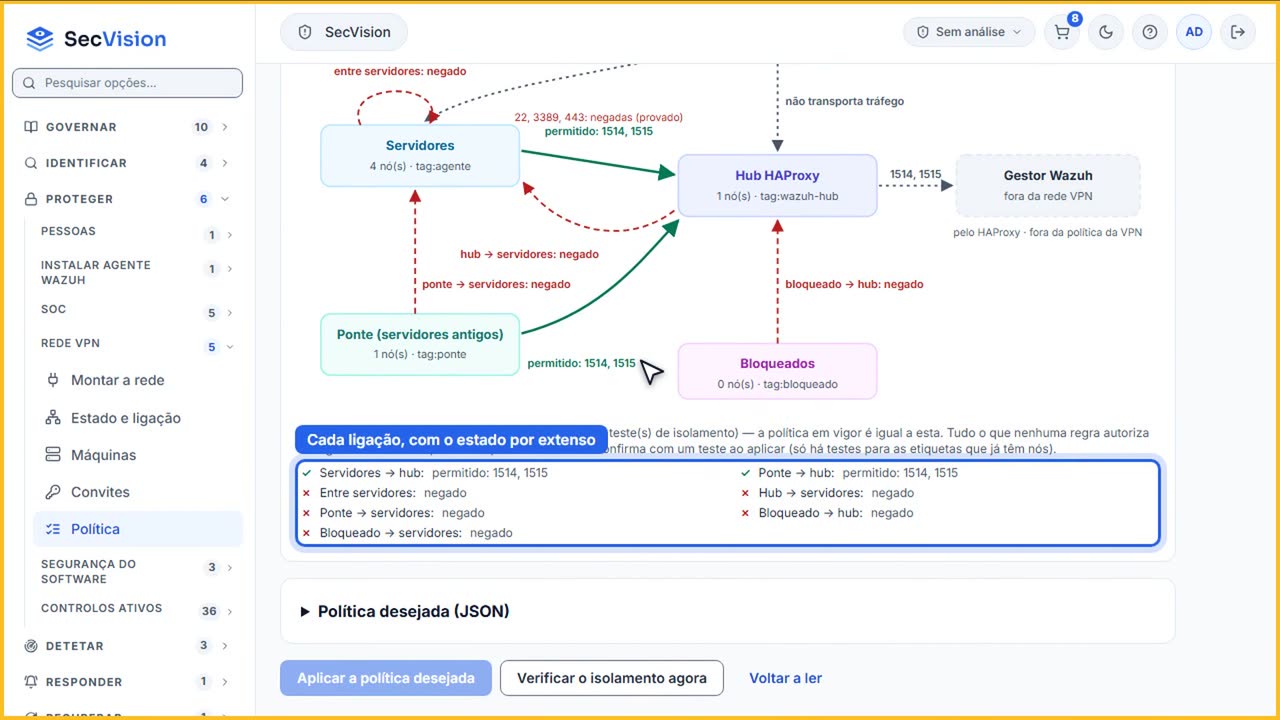 SecVision
SecVision
Sem análise
8
AD
Pesquisar opções...
GOVERNAR 10
IDENTIFICAR 4
PROTEGER 6
PESSOAS 1
INSTALAR AGENTE
WAZUH 1
SOC 5
REDE VPN 5
Montar a rede
Estado e ligação
Máquinas
Convites
Política
SEGURANÇA DO
SOFTWARE 3
CONTROLOS ATIVOS 36
DETETAR 3
RESPONDER 1
entre servidores: negado
não transporta tráfego
22, 3389, 443: negadas (provado)
permitido: 1514, 1515
Servidores
4 nó(s) · tag:agente
Hub HAProxy
1 nó(s) · tag:wazuh-hub
1514, 1515
Gestor Wazuh
fora da rede VPN
pelo HAProxy · fora da política da VPN
hub → servidores: negado
ponte → servidores: negado
bloqueado → hub: negado
Ponte (servidores antigos)
1 nó(s) · tag:ponte
permitido: 1514, 1515
Bloqueados
0 nó(s) · tag:bloqueado
Cada ligação, com o estado por extenso
teste(s) de isolamento) — a política em vigor é igual a esta. Tudo o que nenhuma regra autoriza
onfirma com um teste ao aplicar (só há testes para as etiquetas que já têm nós).
✓ Servidores → hub: permitido: 1514, 1515
✓ Ponte → hub: permitido: 1514, 1515
× Entre servidores: negado
× Hub → servidores: negado
× Ponte → servidores: negado
× Bloqueado → hub: negado
× Bloqueado → servidores: negado
Política desejada (JSON)
Aplicar a política desejada
Verificar o isolamento agora
Voltar a ler